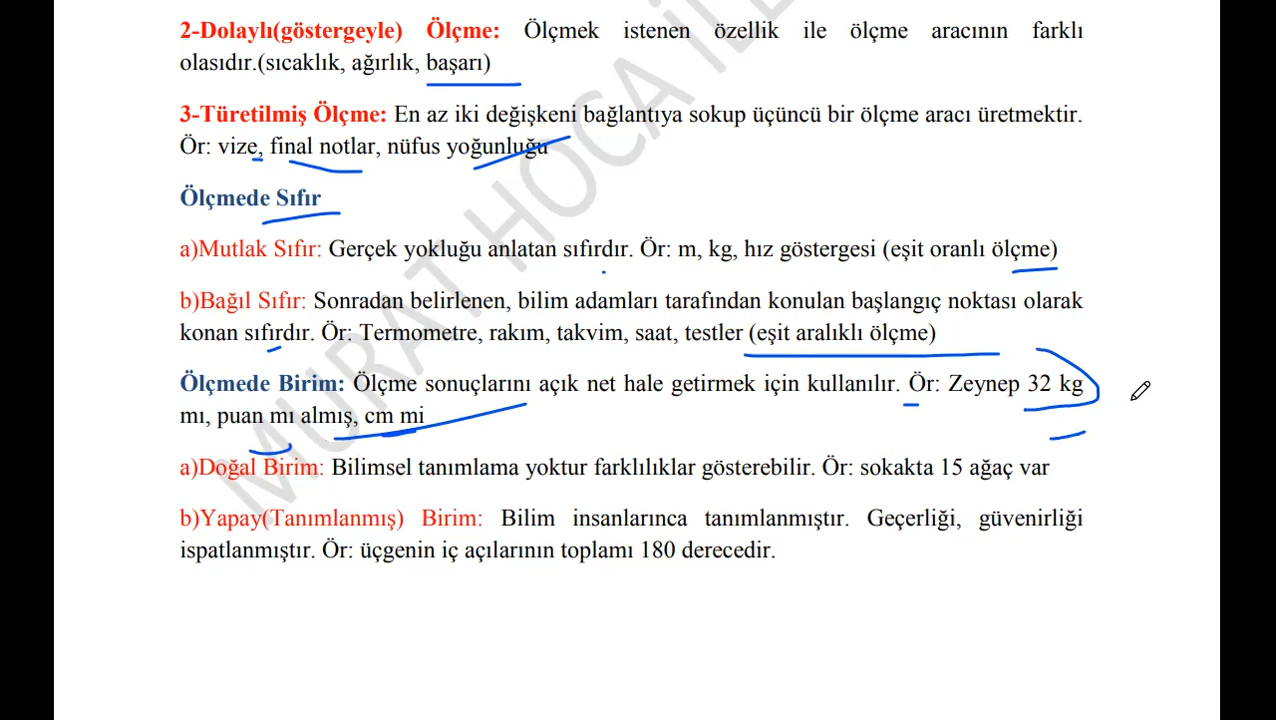 2-Dolaylı(göstergeyle) Ölçme: Ölçmek istenen özellik ile ölçme aracının farklı
olasıdır.(sıcaklık, ağırlık, başarı)
3-Türetilmiş Ölçme: En az iki değişkeni bağlantıya sokup üçüncü bir ölçme aracı üretmektir.
Ör: vize, final notlar, nüfus yoğunluğu
Ölçmede Sıfır
a)Mutlak Sıfır: Gerçek yokluğu anlatan sıfırdır. Ör: m, kg, hız göstergesi (eşit oranlı ölçme)
b)Bağıl Sıfır: Sonradan belirlenen, bilim adamları tarafından konulan başlangıç noktası olarak
konan sıfırdır. Ör: Termometre, rakım, takvim, saat, testler (eşit aralıklı ölçme)
Ölçmede Birim: Ölçme sonuçlarını açık net hale getirmek için kullanılır. Ör: Zeynep 32 kg
mı, puan mı almış, cm mi
a)Doğal Birim: Bilimsel tanımlama yoktur farklılıklar gösterebilir. Ör: sokakta 15 ağaç var
b)Yapay(Tanımlanmış) Birim: Bilim insanlarınca tanımlanmıştır. Geçerliği, güvenirliği
ispatlanmıştır. Ör: üçgenin iç açılarının toplamı 180 derecedir.
MURAT HOCA İLE